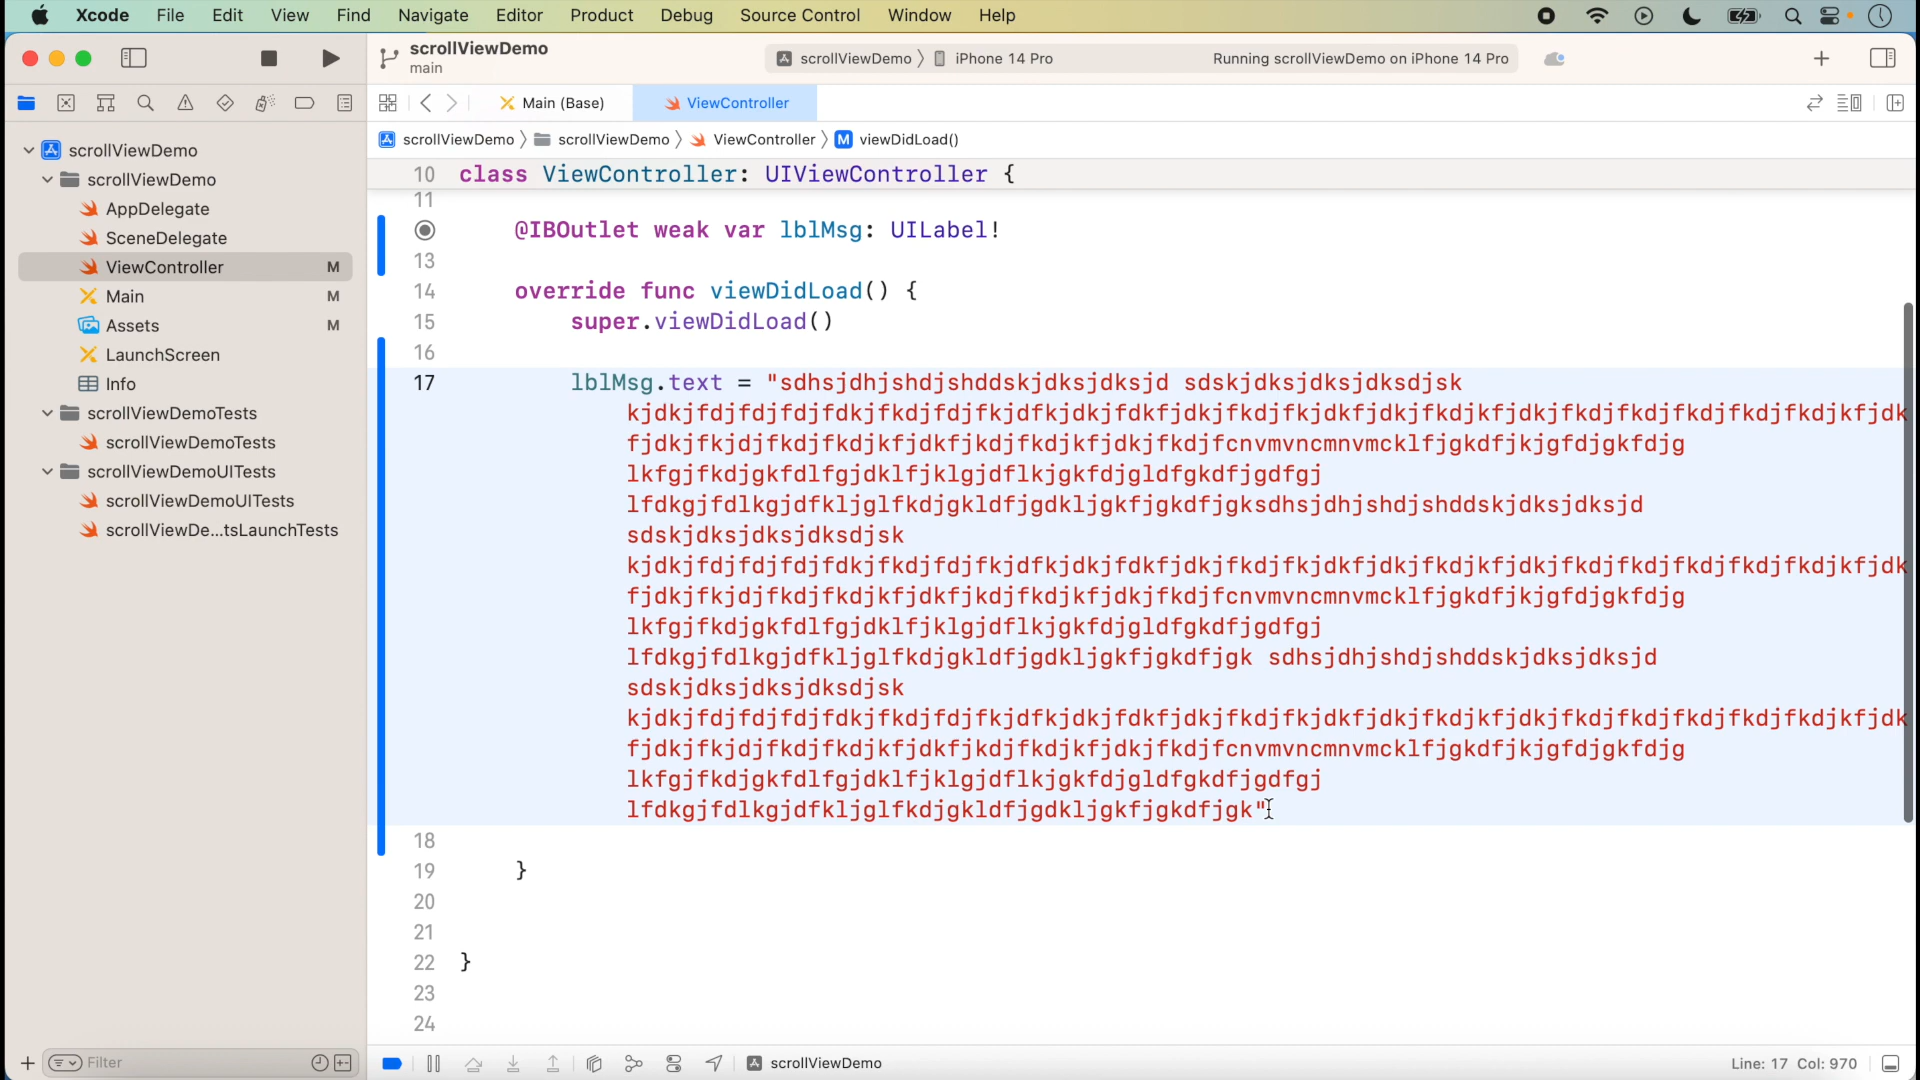 Xcode File Edit View Find Navigate Editor Product Debug Source Control Window Help
scrollViewDemo
main
scrollViewDemo iPhone 14 Pro Running scrollViewDemo on iPhone 14 Pro
Main (Base) ViewController
scrollViewDemo scrollViewDemo ViewController M viewDidLoad()
scrollViewDemo
scrollViewDemo
AppDelegate
SceneDelegate
ViewController M
Main M
Assets M
LaunchScreen
Info
scrollViewDemoTests
scrollViewDemoTests
scrollViewDemoUITests
scrollViewDemoUITests
scrollViewDe...tsLaunchTests
Filter
10 class ViewController: UIViewController {
11
@IBOutlet weak var lblMsg: UILabel!
13
14 override func viewDidLoad() {
15 super.viewDidLoad()
16
17 lblMsg.text = "sdhsjdhjshdjshddskjdksjdksjd sdskjdksjdksjdksdjsk
kjdkjfdjfdjfdjfdkjfkdjfdjfkjdfkjdkjfdkfjdkjfkdjfkjdkfjdkjfkdjkfjdkjfkdjfkdjfkdjfkdjfkdjkfjdk
fjdkjfkjdjfkdjfkdjkfjdkfjkdjfkdjkfjdkjfkdjfcnvmvncmnvmcklfjgkdfjkjgfdjgkfdjg
lkfgjfkdjgkfdlfgjdklfjklgjdflkjgkfdjgldfgkdfjgdfgj
lfdkgjfdlkgjdfkljglfkdjgkldfjgdkljgkfjgkdfjgksdhsjdhjshdjshddskjdksjdksjd
sdskjdksjdksjdksdjsk
kjdkjfdjfdjfdjfdkjfkdjfdjfkjdfkjdkjfdkfjdkjfkdjfkjdkfjdkjfkdjkfjdkjfkdjfkdjfkdjfkdjfkdjkfjdk
fjdkjfkjdjfkdjfkdjkfjdkfjkdjfkdjkfjdkjfkdjfcnvmvncmnvmcklfjgkdfjkjgfdjgkfdjg
lkfgjfkdjgkfdlfgjdklfjklgjdflkjgkfdjgldfgkdfjgdfgj
lfdkgjfdlkgjdfkljglfkdjgkldfjgdkljgkfjgkdfjgk sdhsjdhjshdjshddskjdksjdksjd
sdskjdksjdksjdksdjsk
kjdkjfdjfdjfdjfdkjfkdjfdjfkjdfkjdkjfdkfjdkjfkdjfkjdkfjdkjfkdjkfjdkjfkdjfkdjfkdjfkdjfkdjkfjdk
fjdkjfkjdjfkdjfkdjkfjdkfjkdjfkdjkfjdkjfkdjfcnvmvncmnvmcklfjgkdfjkjgfdjgkfdjg
lkfgjfkdjgkfdlfgjdklfjklgjdflkjgkfdjgldfgkdfjgdfgj
lfdkgjfdlkgjdfkljglfkdjgkldfjgdkljgkfjgkdfjgk"
18
19 }
20
21
22 }
23
24
scrollViewDemo Line: 17 Col: 970